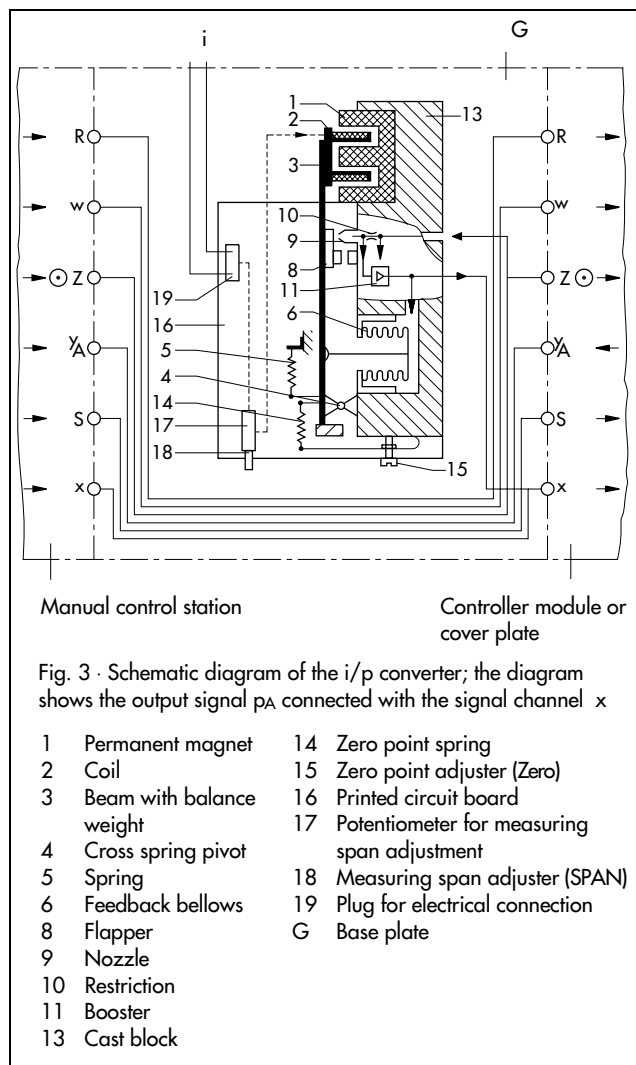 i G
1
2
13
R 3 R
w 10 w
9
Z 8 Z
19 11
16 6
yA 5 yA
4
S 14 S
17
x 18 15 x
Manual control station Controller module or
cover plate
Fig. 3 · Schematic diagram of the i/p converter; the diagram
shows the output signal pA connected with the signal channel x
1 Permanent magnet
2 Coil
3 Beam with balance
weight
4 Cross spring pivot
5 Spring
6 Feedback bellows
8 Flapper
9 Nozzle
10 Restriction
11 Booster
13 Cast block
14 Zero point spring
15 Zero point adjuster (Zero)
16 Printed circuit board
17 Potentiometer for measuring
span adjustment
18 Measuring span adjuster (SPAN)
19 Plug for electrical connection
G Base plate